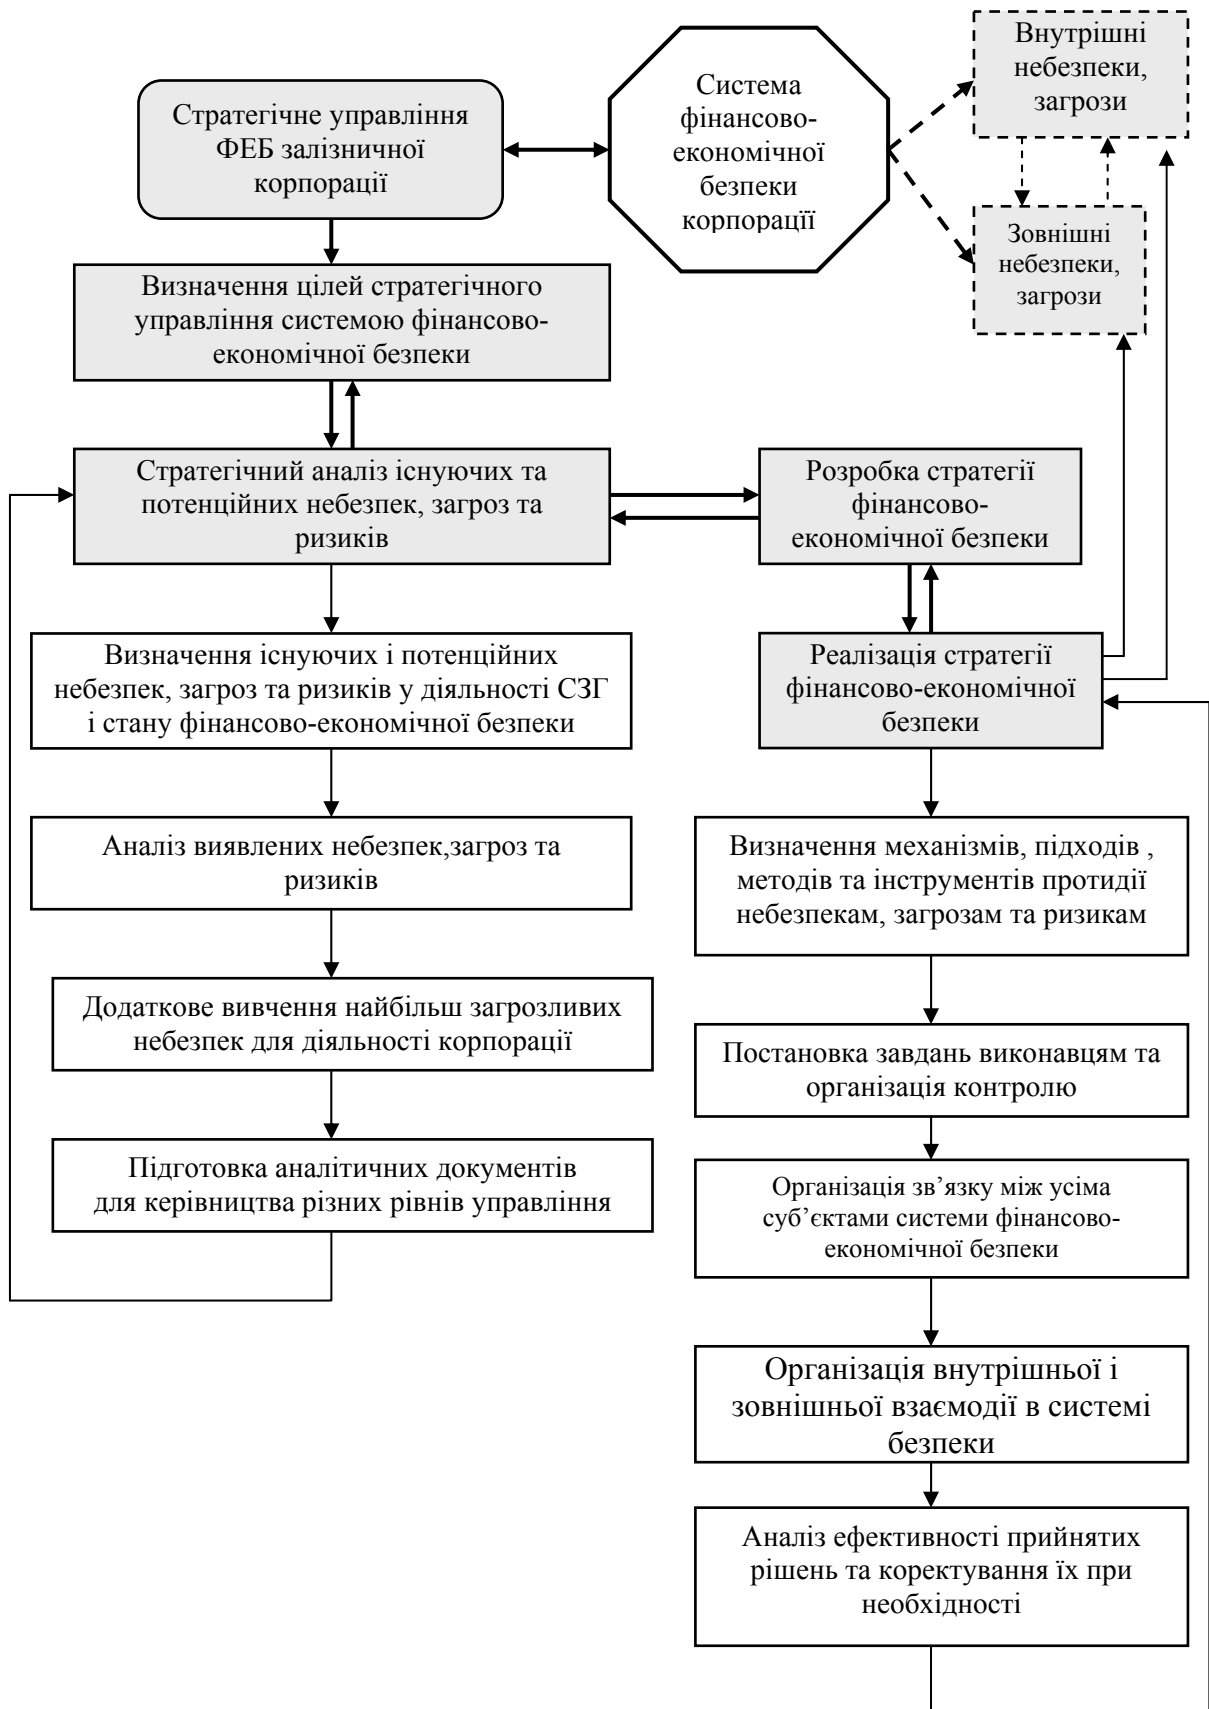 Стратегічне управління
ФЕБ залізничної
корпорації
Система
фінансово-
економічної
безпеки
корпорації
Внутрішні
небезпеки,
загрози
Зовнішні
небезпеки,
загрози
Визначення цілей стратегічного
управління системою фінансово-
економічної безпеки
Стратегічний аналіз існуючих та
потенційних небезпек, загроз та
ризиків
Розробка стратегії
фінансово-
економічної безпеки
Визначення існуючих і потенційних
небезпек, загроз та ризиків у діяльності СЗГ
і стану фінансово-економічної безпеки
Реалізація стратегії
фінансово-економічної
безпеки
Аналіз виявлених небезпек,загроз та
ризиків
Додаткове вивчення найбільш загрозливих
небезпек для діяльності корпорації
Підготовка аналітичних документів
для керівництва різних рівнів управління
Визначення механізмів, підходів ,
методів та інструментів протидії
небезпекам, загрозам та ризикам
Постановка завдань виконавцям та
організація контролю
Організація зв’язку між усіма
суб’єктами системи фінансово-
економічної безпеки
Організація внутрішньої і
зовнішньої взаємодії в системі
безпеки
Аналіз ефективності прийнятих
рішень та коректування їх при
необхідності